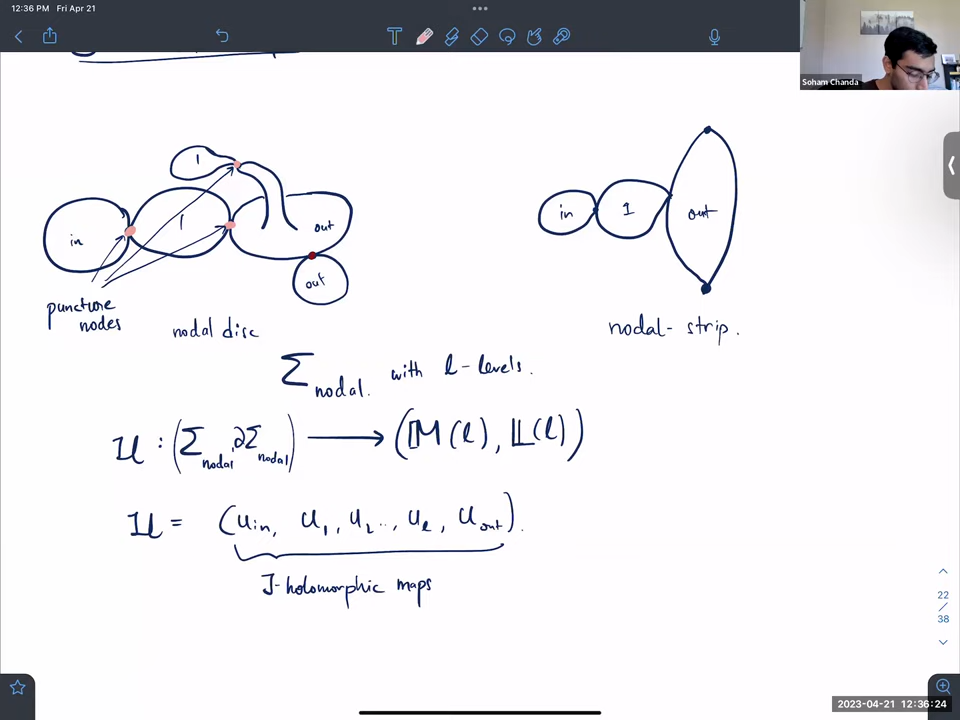 12:36 PM Fri Apr 21
Soham Chanda
1
in
1
out
out
puncture
nodes
nodal disc
in
1
out
nodal- strip.
Σ nodal. with l-levels.
𝕌 : (Σ nodal, ∂Σ nodal) ⟶ (𝕄(l), 𝕃(l))
𝕌 = (u in, u₁, u₂.., u l, u out).
J-holomorphic maps
22
/
38
2023-04-21 12:36:24